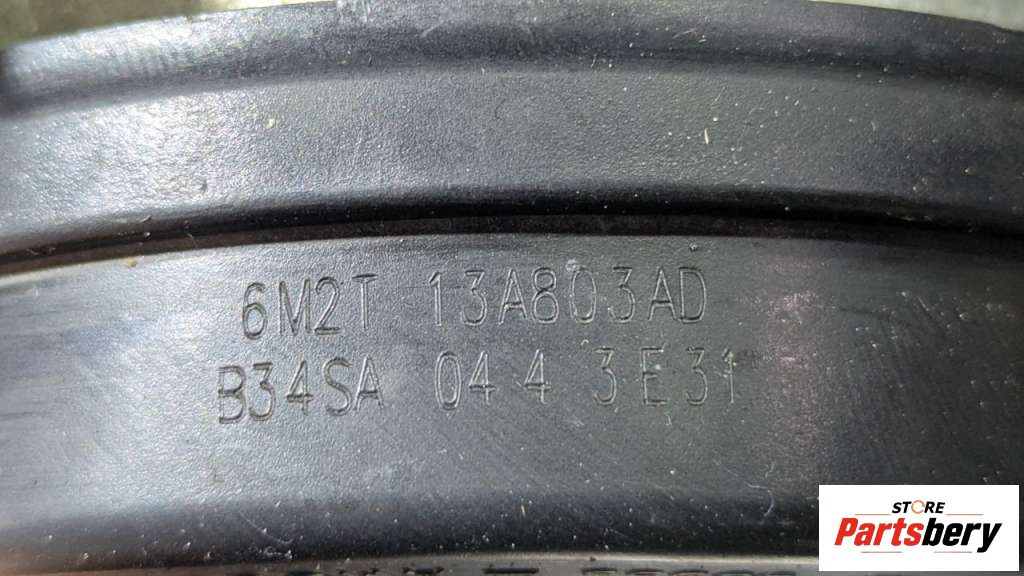 6M2T 13A803AD
B34SA 04 4 3E31
STORE
Partsbery